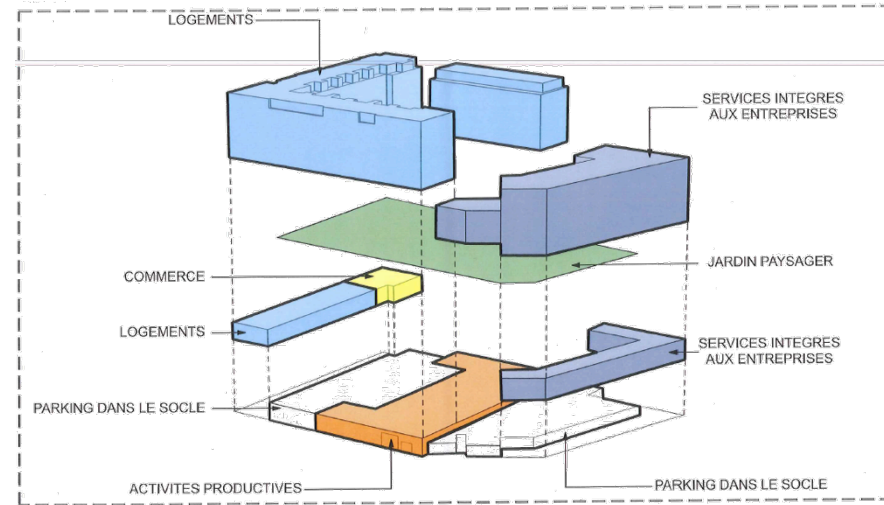 LOGEMENTS
SERVICES INTEGRES
AUX ENTREPRISES
JARDIN PAYSAGER
COMMERCE
LOGEMENTS
SERVICES INTEGRES
AUX ENTREPRISES
PARKING DANS LE SOCLE
ACTIVITES PRODUCTIVES
PARKING DANS LE SOCLE